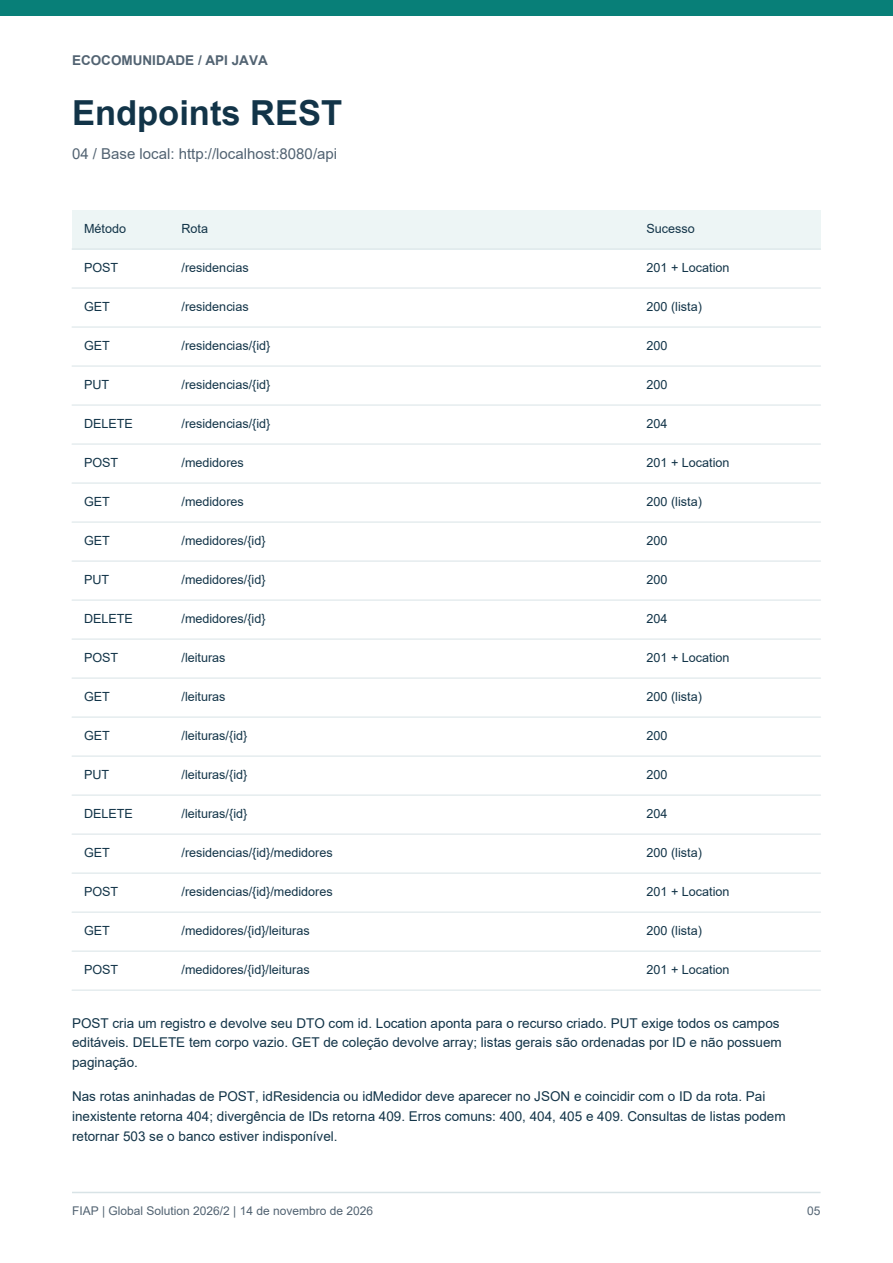 ECOCOMUNIDADE / API JAVA
Endpoints REST
04 / Base local: http://localhost:8080/api
Método Rota Sucesso
POST /residencias 201 + Location
GET /residencias 200 (lista)
GET /residencias/{id} 200
PUT /residencias/{id} 200
DELETE /residencias/{id} 204
POST /medidores 201 + Location
GET /medidores 200 (lista)
GET /medidores/{id} 200
PUT /medidores/{id} 200
DELETE /medidores/{id} 204
POST /leituras 201 + Location
GET /leituras 200 (lista)
GET /leituras/{id} 200
PUT /leituras/{id} 200
DELETE /leituras/{id} 204
GET /residencias/{id}/medidores 200 (lista)
POST /residencias/{id}/medidores 201 + Location
GET /medidores/{id}/leituras 200 (lista)
POST /medidores/{id}/leituras 201 + Location
POST cria um registro e devolve seu DTO com id. Location aponta para o recurso criado. PUT exige todos os campos
editáveis. DELETE tem corpo vazio. GET de coleção devolve array; listas gerais são ordenadas por ID e não possuem
paginação.
Nas rotas aninhadas de POST, idResidencia ou idMedidor deve aparecer no JSON e coincidir com o ID da rota. Pai
inexistente retorna 404; divergência de IDs retorna 409. Erros comuns: 400, 404, 405 e 409. Consultas de listas podem
retornar 503 se o banco estiver indisponível.
FIAP | Global Solution 2026/2 | 14 de novembro de 2026 05